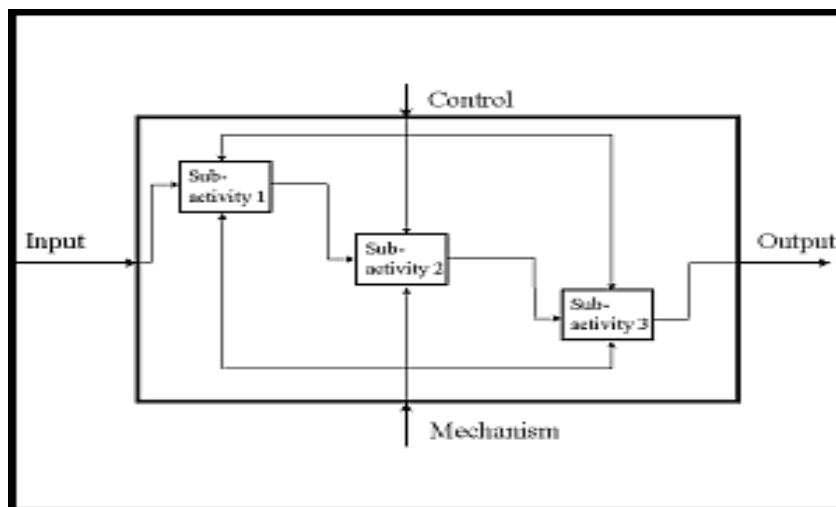 Control
Sub-
activity 1
Input
Sub-
activity 2
Output
Sub-
activity 3
Mechanism